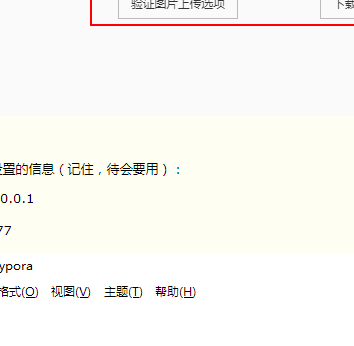 验证图片上传选项 下载
置的信息（记住，待会要用）：
0.0.1
77
ypora
格式(O) 视图(V) 主题(T) 帮助(H)